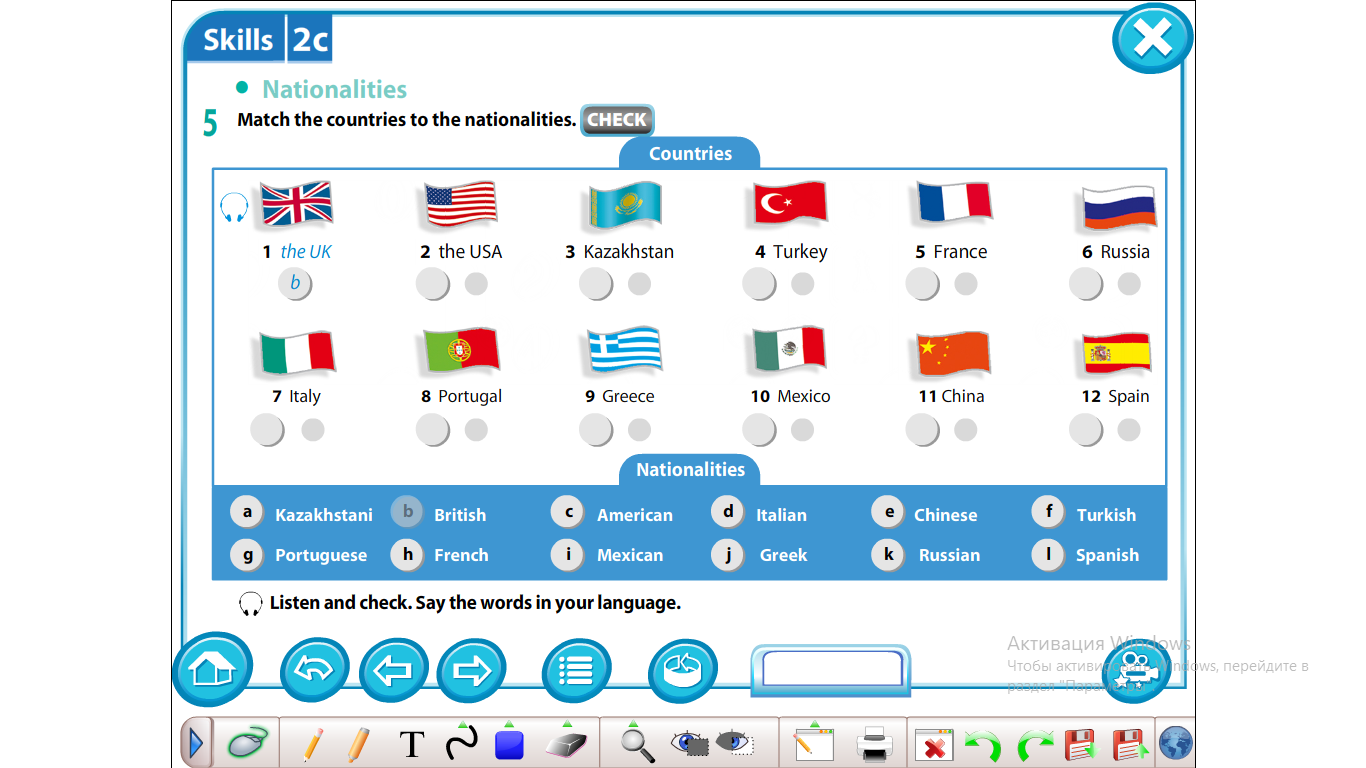 Skills 2c
Nationalities
5 Match the countries to the nationalities. CHECK
Countries
1 the UK 2 the USA 3 Kazakhstan 4 Turkey 5 France 6 Russia
b
7 Italy 8 Portugal 9 Greece 10 Mexico 11 China 12 Spain
Nationalities
a Kazakhstani b British c American d Italian e Chinese f Turkish
g Portuguese h French i Mexican j Greek k Russian l Spanish
Listen and check. Say the words in your language.
Активация Windows
Чтобы активировать Windows, перейдите в
раздел "Параметры".
T